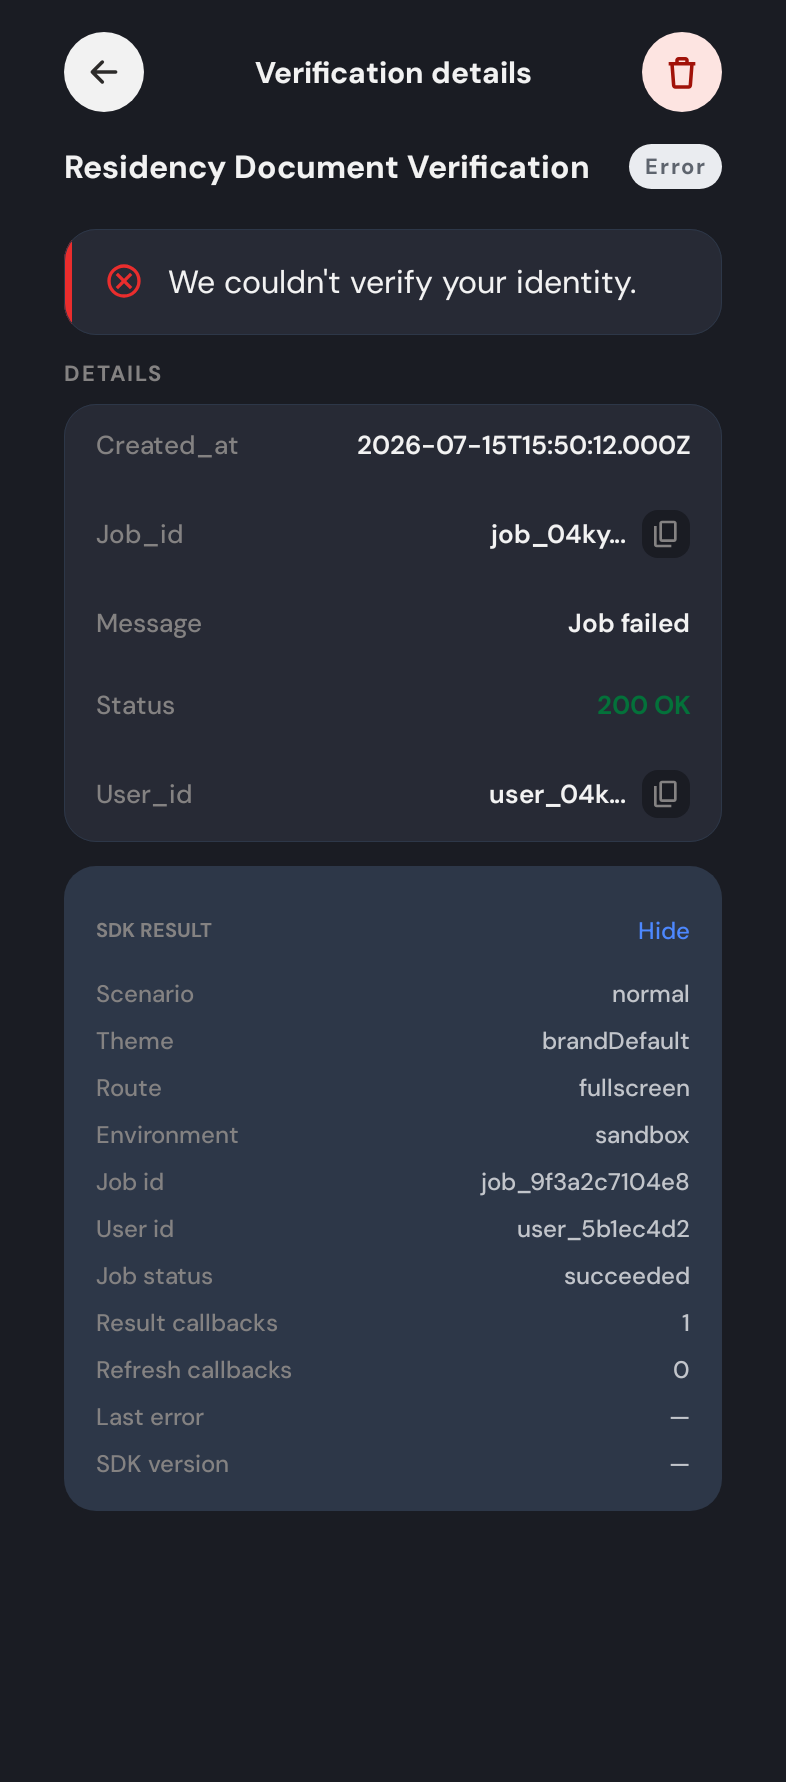 Verification details
Residency Document Verification Error
We couldn't verify your identity.
DETAILS
Created_at 2026-07-15T15:50:12.000Z
Job_id job_04ky...
Message Job failed
Status 200 OK
User_id user_04k...
SDK RESULT Hide
Scenario normal
Theme brandDefault
Route fullscreen
Environment sandbox
Job id job_9f3a2c7104e8
User id user_5b1ec4d2
Job status succeeded
Result callbacks 1
Refresh callbacks 0
Last error —
SDK version —